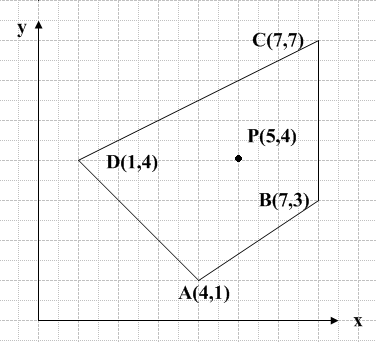 y
C(7,7)
P(5,4)
D(1,4)
B(7,3)
A(4,1)
x